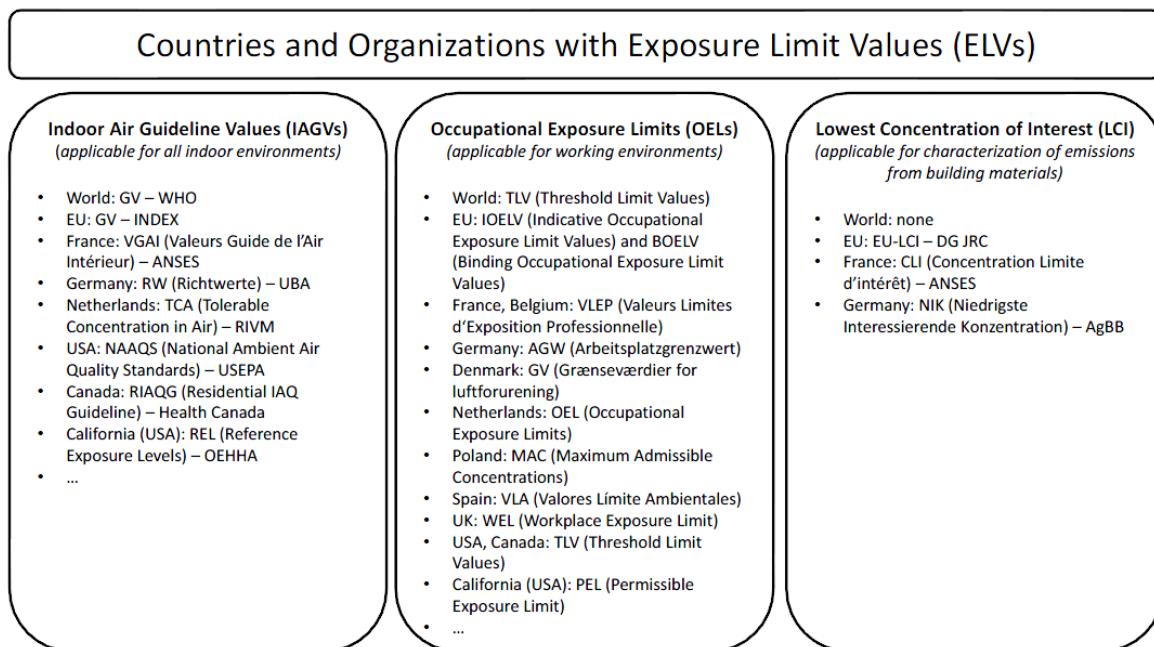 Countries and Organizations with Exposure Limit Values (ELVs)
Indoor Air Guideline Values (IAGVs)
(applicable for all indoor environments)
• World: GV – WHO
• EU: GV – INDEX
• France: VGAI (Valeurs Guide de l'Air
Intérieur) – ANSES
• Germany: RW (Richtwerte) – UBA
• Netherlands: TCA (Tolerable
Concentration in Air) – RIVM
• USA: NAAQS (National Ambient Air
Quality Standards) – USEPA
• Canada: RIAQG (Residential IAQ
Guideline) – Health Canada
• California (USA): REL (Reference
Exposure Levels) – OEHHA
• …
Occupational Exposure Limits (OELs)
(applicable for working environments)
• World: TLV (Threshold Limit Values)
• EU: IOELV (Indicative Occupational
Exposure Limit Values) and BOELV
(Binding Occupational Exposure Limit
Values)
• France, Belgium: VLEP (Valeurs Limites
d'Exposition Professionnelle)
• Germany: AGW (Arbeitsplatzgrenzwert)
• Denmark: GV (Grænseværdier for
luftforurening)
• Netherlands: OEL (Occupational
Exposure Limits)
• Poland: MAC (Maximum Admissible
Concentrations)
• Spain: VLA (Valores Límite Ambientales)
• UK: WEL (Workplace Exposure Limit)
• USA, Canada: TLV (Threshold Limit
Values)
• California (USA): PEL (Permissible
Exposure Limit)
• …
Lowest Concentration of Interest (LCI)
(applicable for characterization of emissions
from building materials)
• World: none
• EU: EU-LCI – DG JRC
• France: CLI (Concentration Limite
d'intérêt) – ANSES
• Germany: NIK (Niedrigste
Interessierende Konzentration) – AgBB